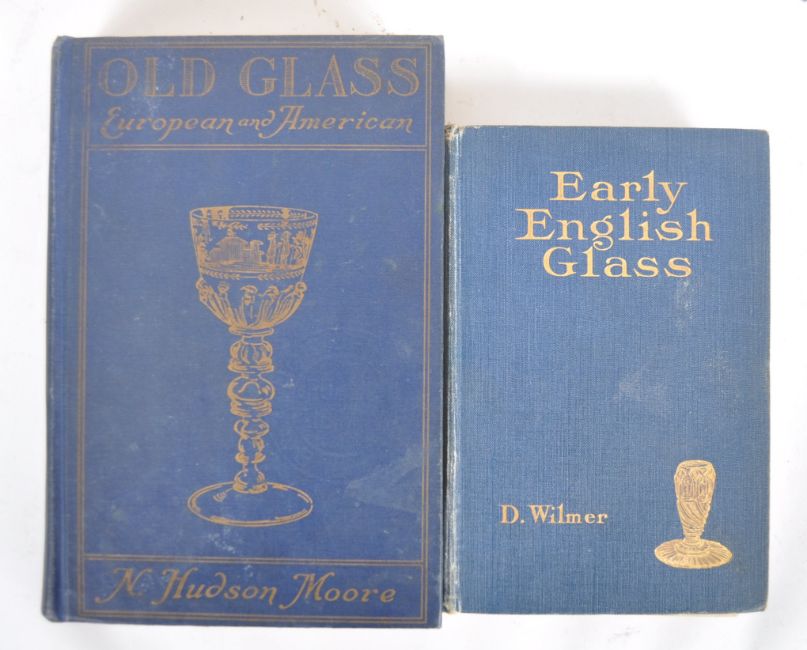 OLD GLASS
European and American
N. Hudson Moore
Early
English
Glass
D. Wilmer